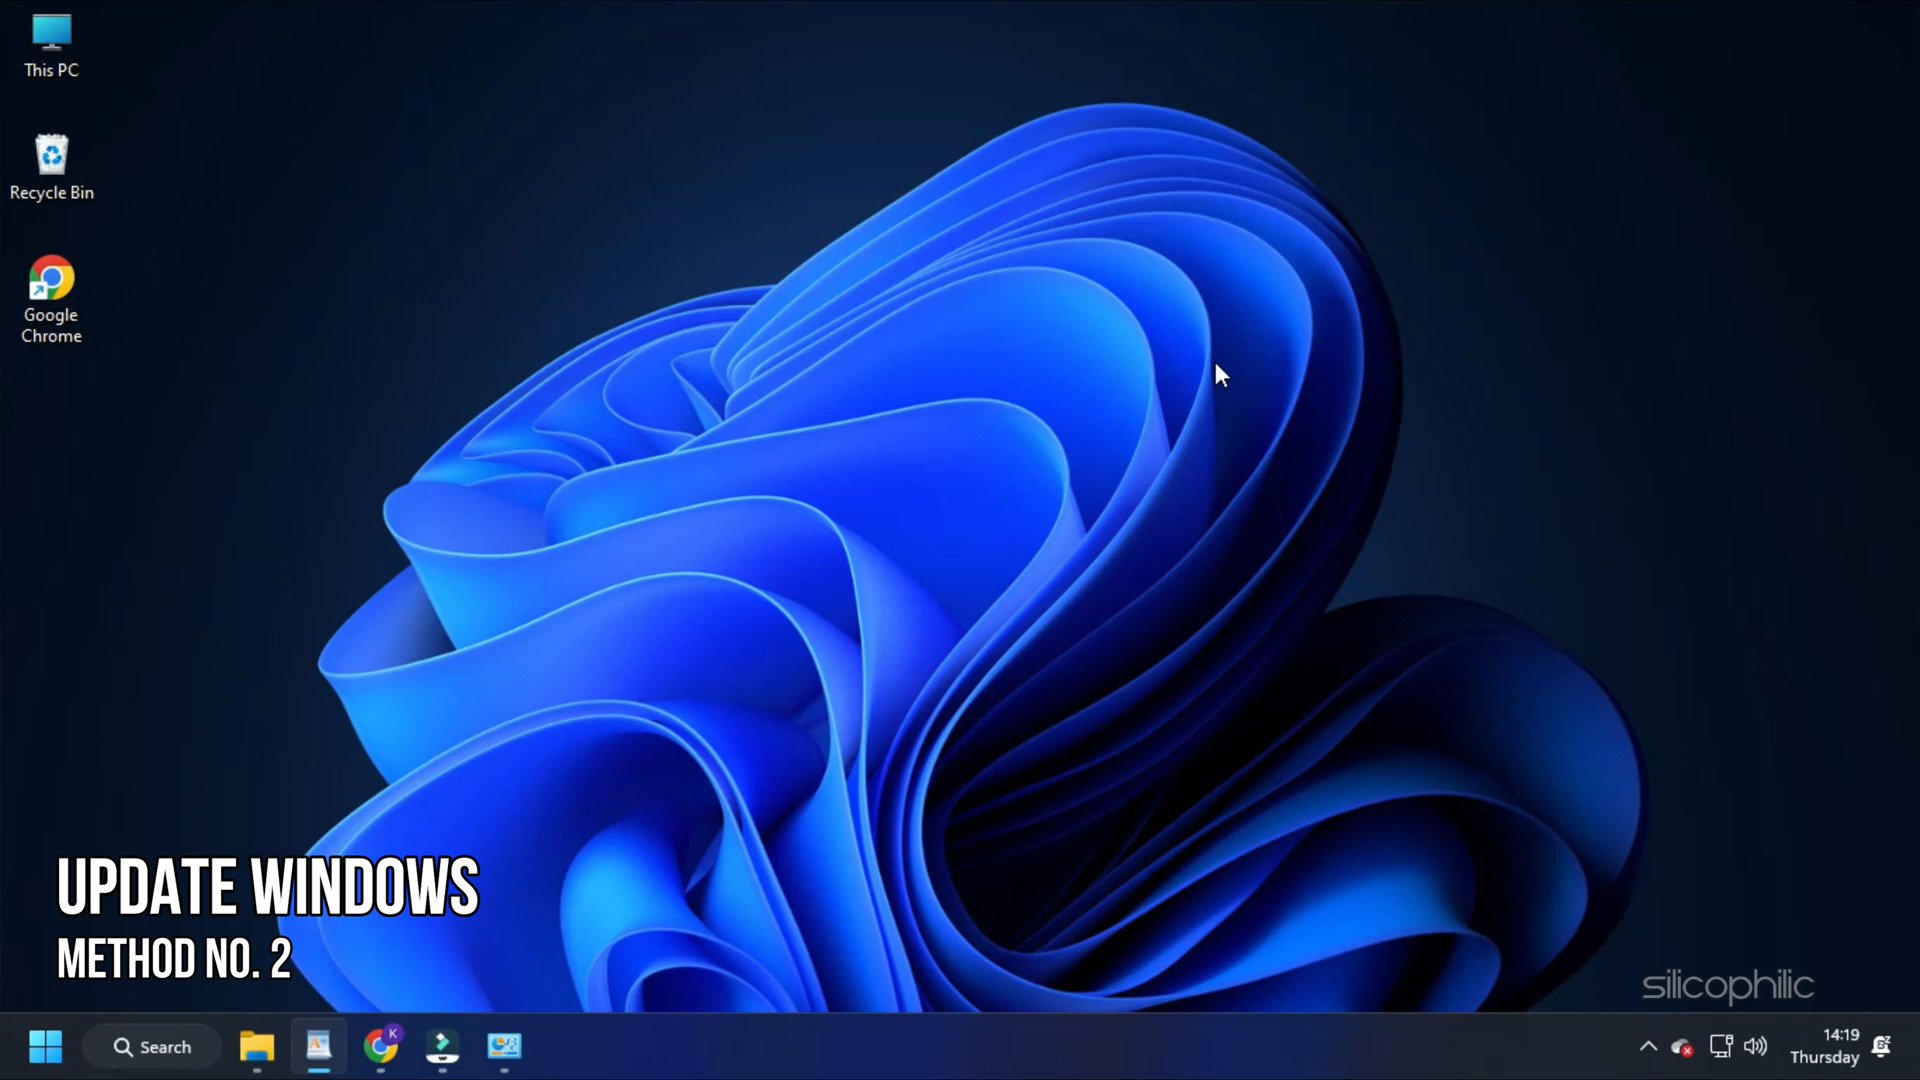 This PC
Recycle Bin
Google
Chrome
UPDATE WINDOWS
METHOD NO. 2
silicophilic
Search
K
14:19
Thursday